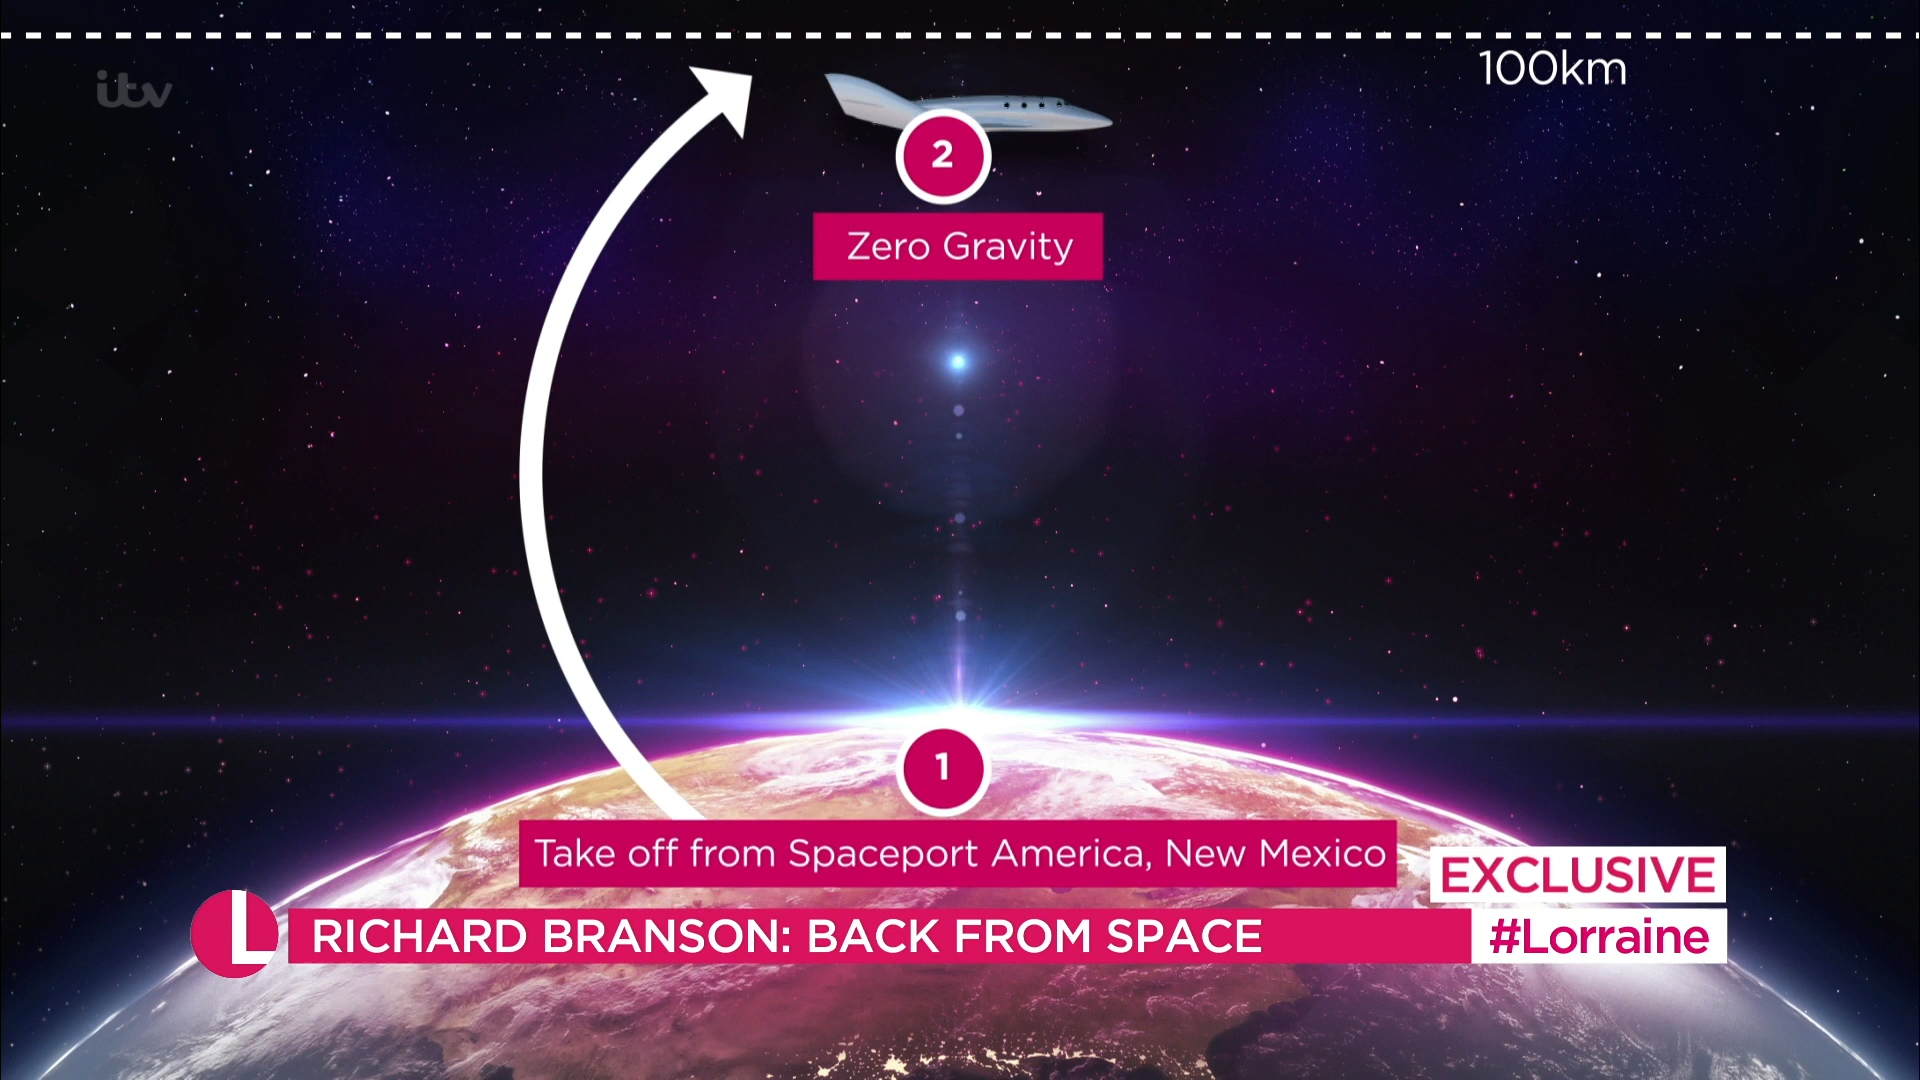 100km
itv
2
Zero Gravity
1
Take off from Spaceport America, New Mexico
EXCLUSIVE
L
RICHARD BRANSON: BACK FROM SPACE
#Lorraine